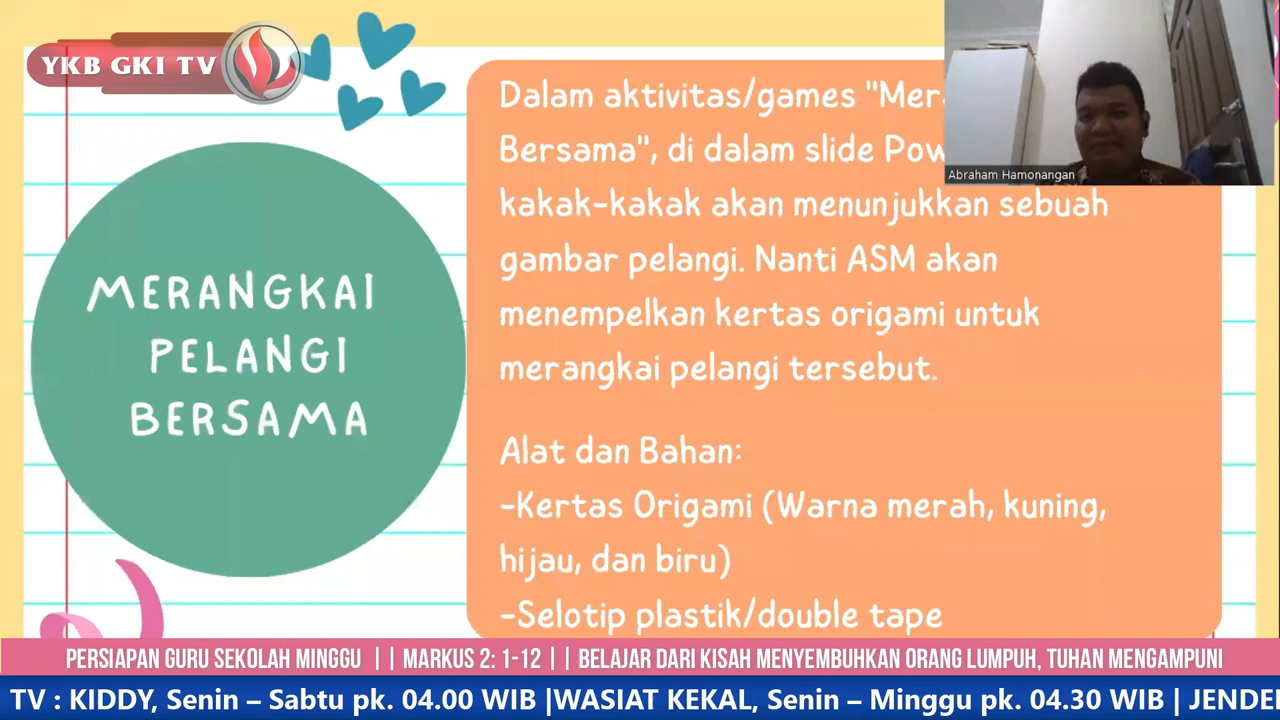 YKB GKI TV
MERANGKAI
PELANGI
BERSAMA
Dalam aktivitas/games
Bersama", di dalam slide
kakak-kakak akan menunjukkan sebuah
gambar pelangi. Nanti ASM akan
menempelkan kertas origami untuk
merangkai pelangi tersebut.
Alat dan Bahan:
-Kertas Origami (Warna merah, kuning,
hijau, dan biru)
-Selotip plastik/double tape
Abraham Hamonangan
PERSIAPAN GURU SEKOLAH MINGGU || MARKUS 2: 1-12 || BELAJAR DARI KISAH MENYEMBUHKAN ORANG LUMPUH, TUHAN MENGAMPUNI
TV : KIDDY, Senin – Sabtu pk. 04.00 WIB |WASIAT KEKAL, Senin – Minggu pk. 04.30 WIB |